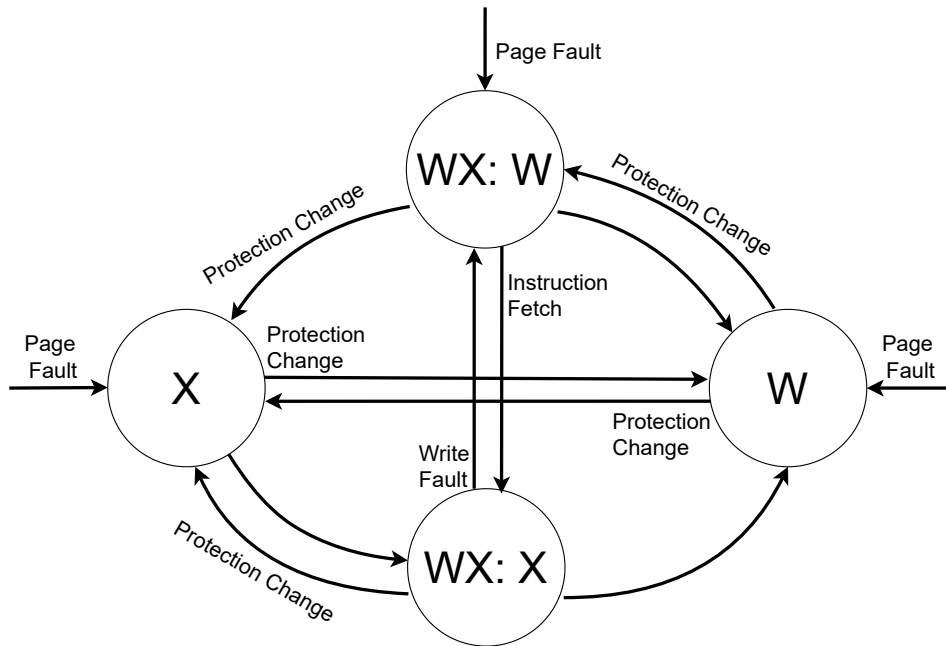 Page Fault
WX: W
Protection Change
Protection Change
Instruction
Fetch
Page
Fault
X
Protection
Change
W
Page
Fault
Protection
Change
Write
Fault
WX: X
Protection Change